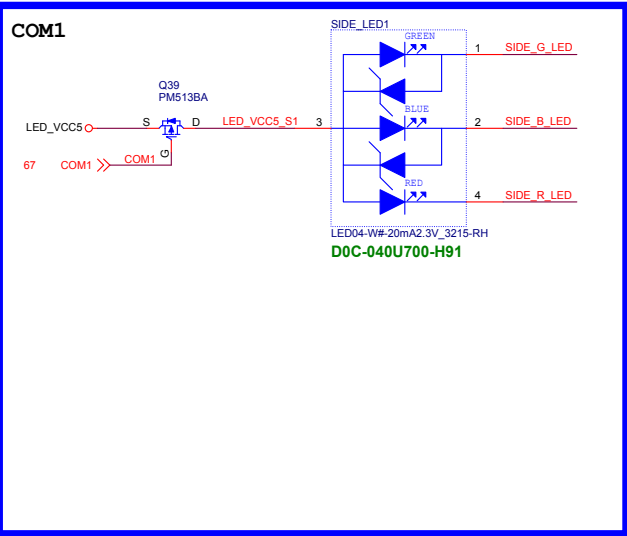 COM1
SIDE_LED1
GREEN
1 SIDE_G_LED
Q39
PM513BA
BLUE
LED_VCC5 S D LED_VCC5_S1 3 2 SIDE_B_LED
G
67 COM1 COM1
RED
4 SIDE_R_LED
LED04-W#-20mA2.3V_3215-RH
D0C-040U700-H91